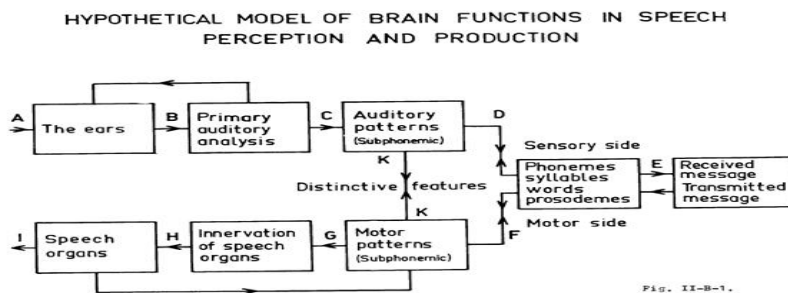 HYPOTHETICAL MODEL OF BRAIN FUNCTIONS IN SPEECH
PERCEPTION AND PRODUCTION
A
The ears
B
Primary
auditory
analysis
C
Auditory
patterns
(Subphonemic)
D
K
Sensory side
Phonemes
syllables
words
prosodemes
E
Received
message
Transmitted
message
Distinctive features
K
Motor side
F
I
Speech
organs
H
Innervation
of speech
organs
G
Motor
patterns
(Subphonemic)
Fig. II-B-1.